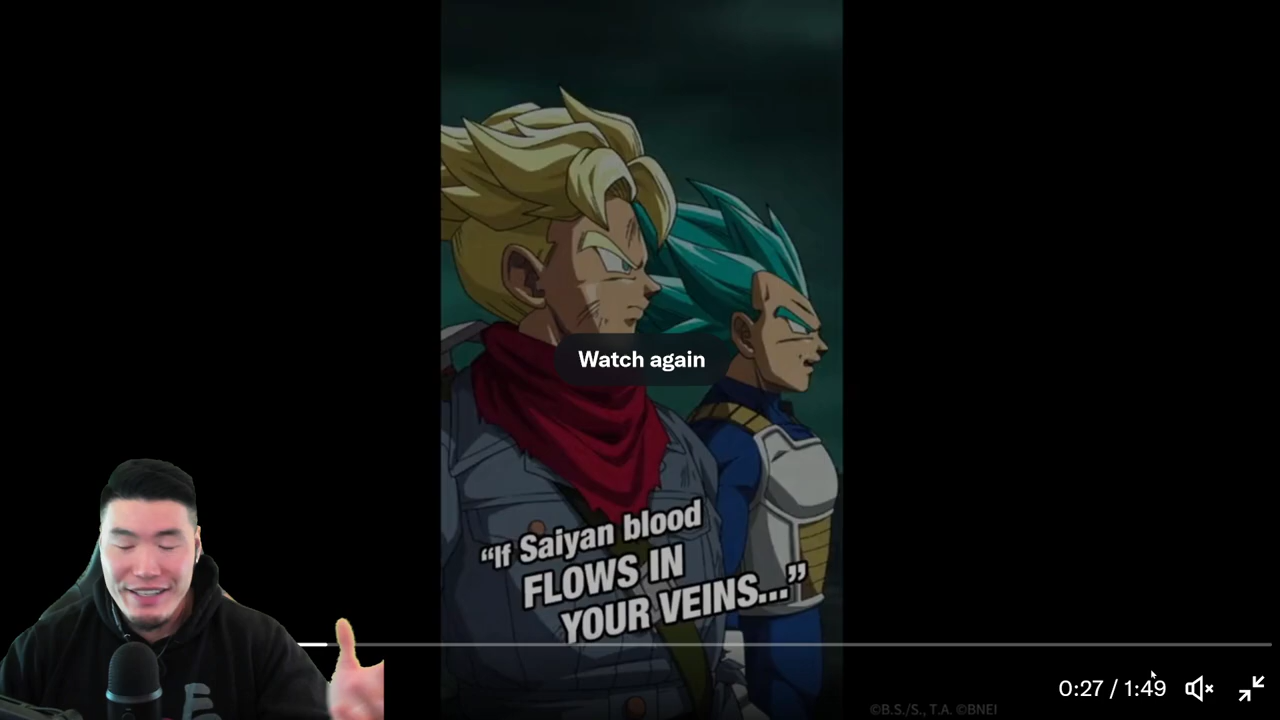 Watch again
“If Saiyan blood
FLOWS IN
YOUR VEINS...”
0:27 / 1:49
©B.S./S., T.A. ©BNEI
E